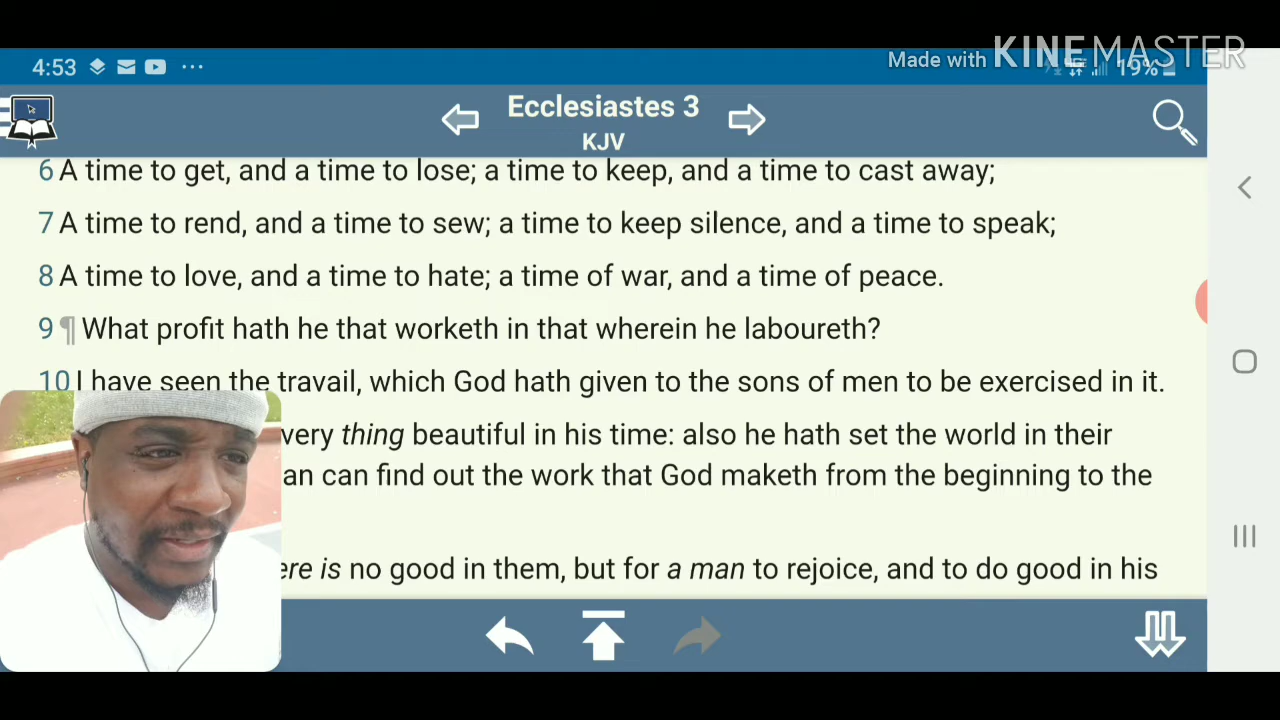 Made with KINEMASTER
4:53 ... 19%
Ecclesiastes 3
KJV
6 A time to get, and a time to lose; a time to keep, and a time to cast away;
7 A time to rend, and a time to sew; a time to keep silence, and a time to speak;
8 A time to love, and a time to hate; a time of war, and a time of peace.
9 ¶ What profit hath he that worketh in that wherein he laboureth?
10 I have seen the travail, which God hath given to the sons of men to be exercised in it.
very thing beautiful in his time: also he hath set the world in their
an can find out the work that God maketh from the beginning to the
ere is no good in them, but for a man to rejoice, and to do good in his